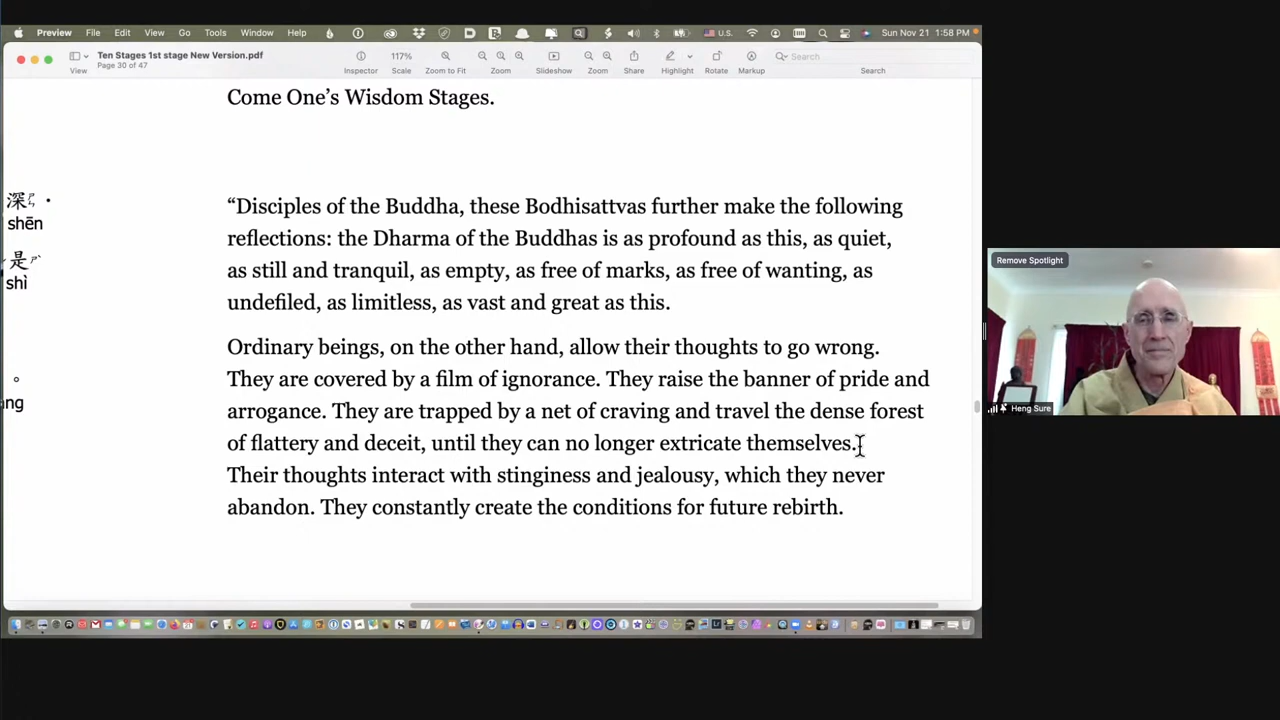 Preview File Edit View Go Tools Window Help U.S. Sun Nov 21 1:58 PM
Ten Stages 1st stage New Version.pdf
Page 30 of 47
117%
Search
View Inspector Scale Zoom to Fit Zoom Slideshow Zoom Share Highlight Rotate Markup Search
Come One's Wisdom Stages.
深ㄕㄣ
shēn
是ㄕˋ
shì
。
ang
“Disciples of the Buddha, these Bodhisattvas further make the following
reflections: the Dharma of the Buddhas is as profound as this, as quiet,
as still and tranquil, as empty, as free of marks, as free of wanting, as
undefiled, as limitless, as vast and great as this.
Ordinary beings, on the other hand, allow their thoughts to go wrong.
They are covered by a film of ignorance. They raise the banner of pride and
arrogance. They are trapped by a net of craving and travel the dense forest
of flattery and deceit, until they can no longer extricate themselves.
Their thoughts interact with stinginess and jealousy, which they never
abandon. They constantly create the conditions for future rebirth.
Remove Spotlight
Heng Sure